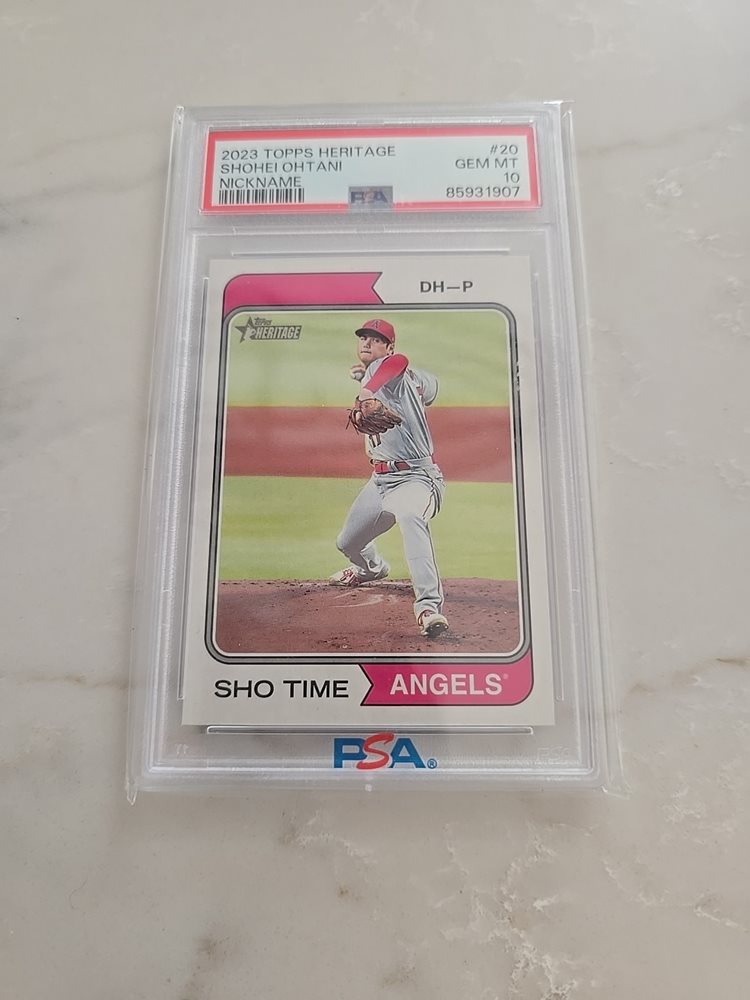 2023 TOPPS HERITAGE #20
SHOHEI OHTANI GEM MT
NICKNAME 10
PSA 85931907
DH–P
Topps
HERITAGE
A
SHO TIME ANGELS®
PSA®